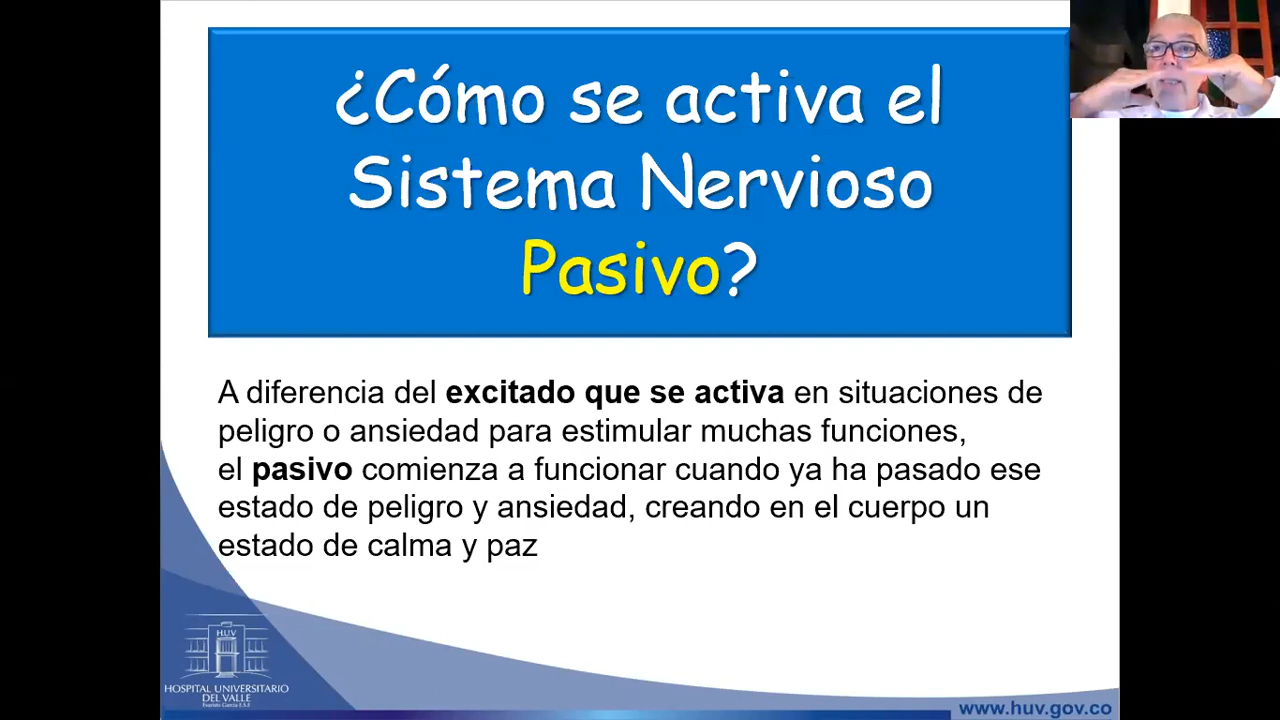 ¿Cómo se activa el
Sistema Nervioso
Pasivo?
A diferencia del excitado que se activa en situaciones de
peligro o ansiedad para estimular muchas funciones,
el pasivo comienza a funcionar cuando ya ha pasado ese
estado de peligro y ansiedad, creando en el cuerpo un
estado de calma y paz
H.U.V
HOSPITAL UNIVERSITARIO
DEL VALLE
Evaristo García E.S.E
www.huv.gov.co